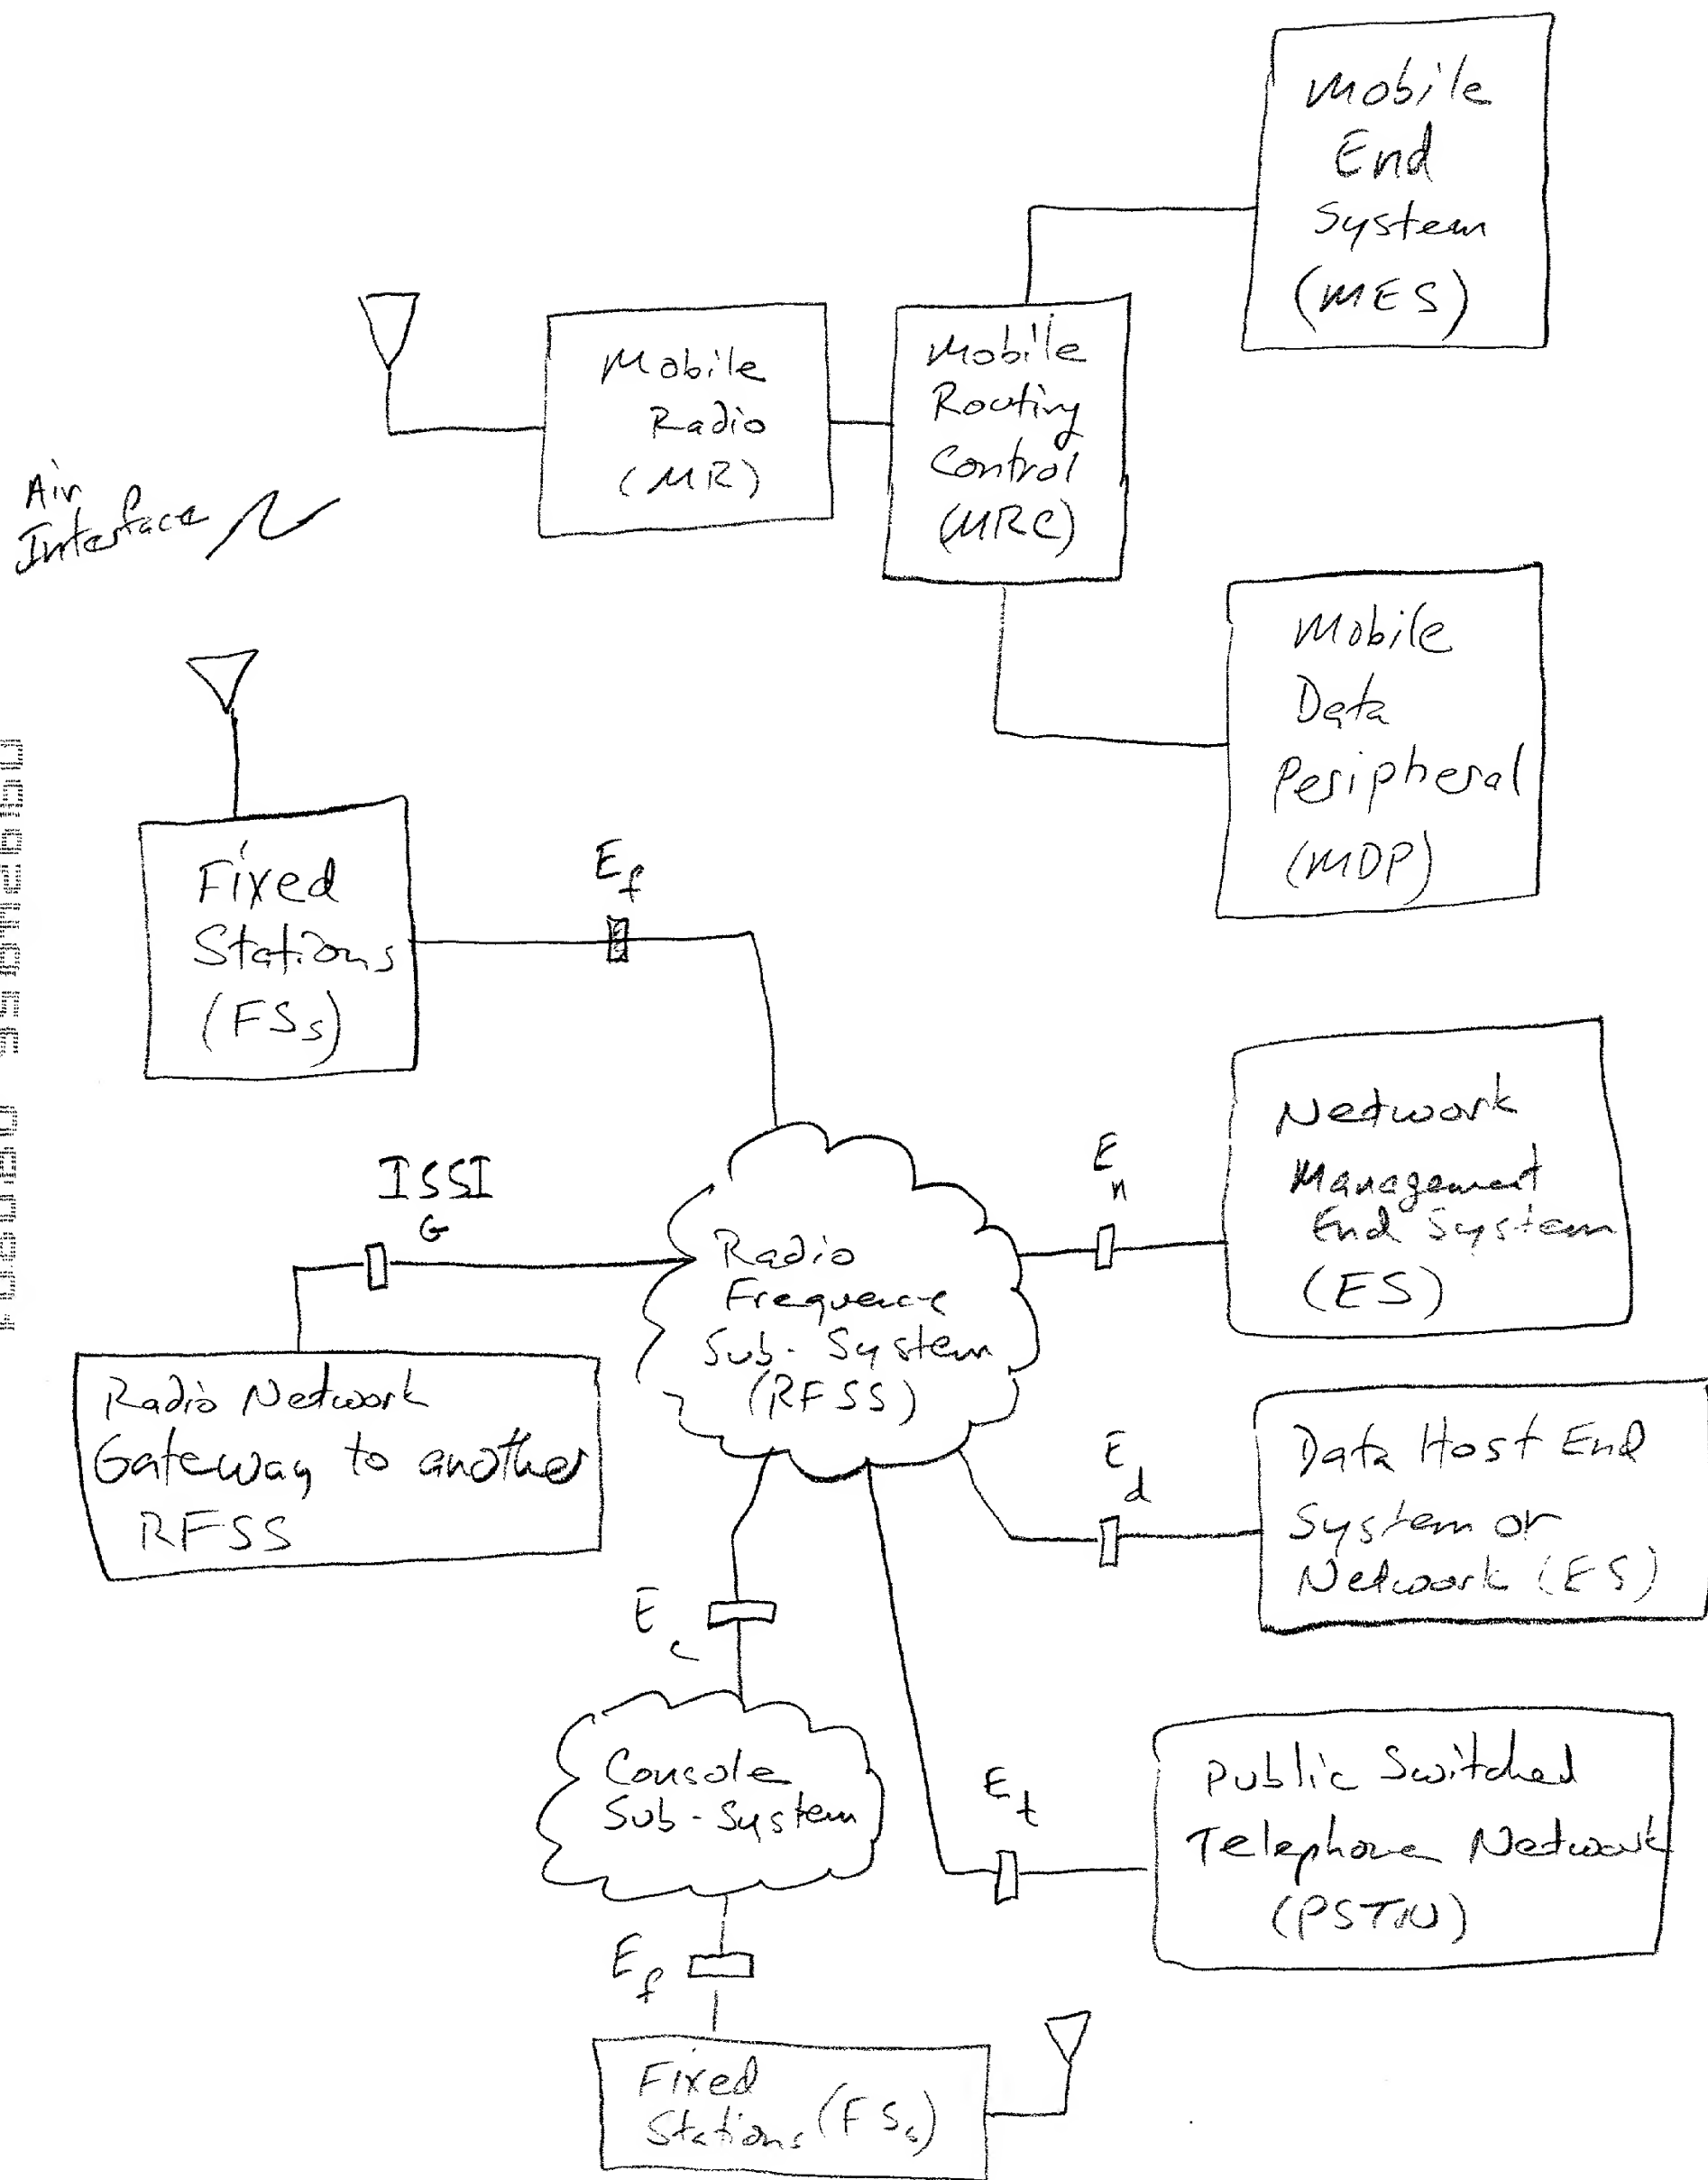 Mobile
End
System
(MES)
Mobile
Radio
(MR)
Mobile
Routing
Control
(MRC)
Air
Interface
Mobile
Data
Peripheral
(MDP)
Fixed
Stations
(FSs)
Ef
Network
Management
End System
(ES)
En
ISSI
G
Radio
Frequency
Sub-System
(RFSS)
Radio Network
Gateway to another
RFSS
Data Host End
System or
Network (ES)
Ed
Ec
Console
Sub-System
Et
Public Switched
Telephone Network
(PSTN)
Ef
Fixed
Stations (FSs)